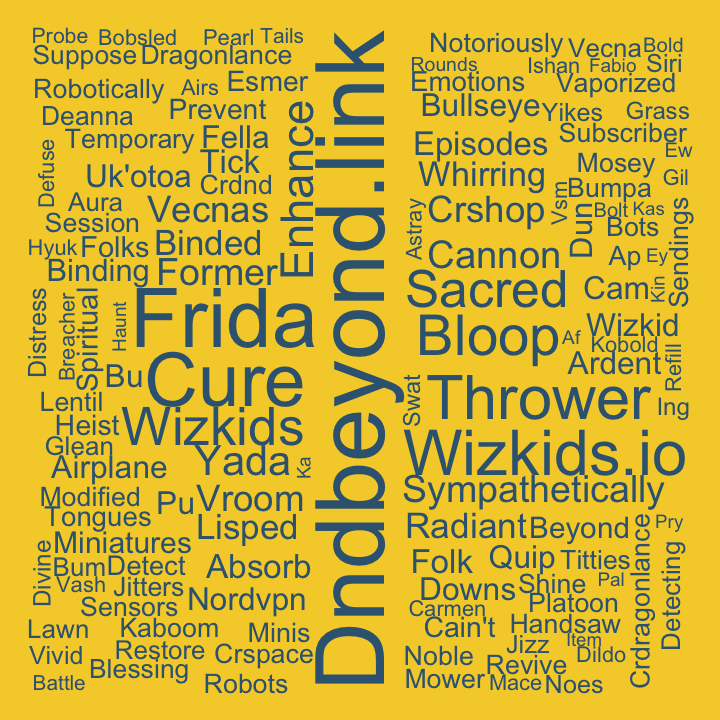 Probe
Bobsled
Pearl
Tails
Suppose
Dragonlance
Robotically
Airs
Esmer
Deanna
Prevent
Temporary
Fella
Defuse
Tick
Uk'otoa
Crdnd
Aura
Vecnas
Session
Enhance
Hyuk
Folks
Binded
Binding
Former
Distress
Breacher
Spiritual
Haunt
Frida
Bu
Cure
Lentil
Heist
Wizkids
Glean
Airplane
Yada
Ka
Modified
Pu
Vroom
Tongues
Lisped
Miniatures
Divine
Bum
Detect
Absorb
Vash
Jitters
Sensors
Nordvpn
Lawn
Kaboom
Minis
Vivid
Restore
Crspace
Blessing
Battle
Robots
Dndbeyond.link
Notoriously
Vecna
Bold
Rounds
Ishan
Fabio
Siri
Emotions
Vaporized
Bullseye
Yikes
Grass
Subscriber
Episodes
Ew
Whirring
Mosey
Gil
Bumpa
Vsm
Astray
Crshop
Bolt
Kas
Dun
Bots
Sendings
Cannon
Ap
Ey
Sacred
Cam
Kin
Bloop
Af
Wizkid
Kobold
Ardent
Refill
Swat
Thrower
Ing
Wizkids.io
Sympathetically
Radiant
Beyond
Pry
Folk
Quip
Titties
Crdragonlance
Detecting
Downs
Shine
Pal
Carmen
Platoon
Cain't
Handsaw
Jizz
Item
Noble
Revive
Dildo
Mower
Mace
Noes